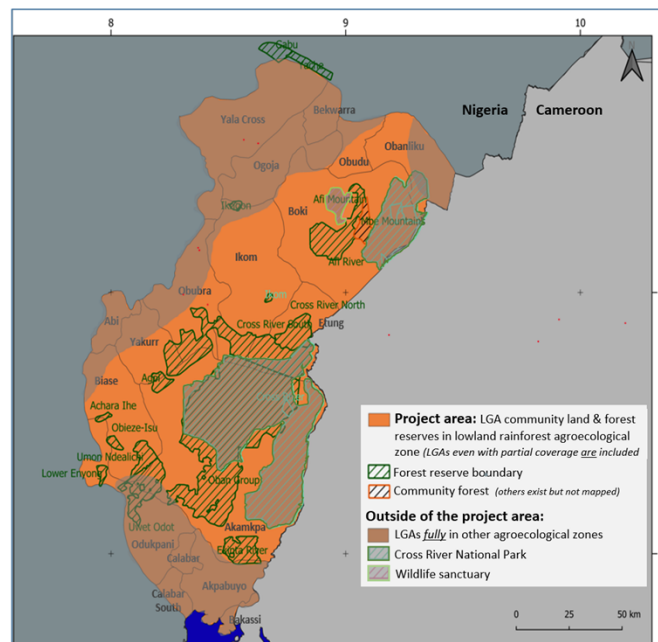 8
9
10
Gabu
Nigeria
Cameroon
Yala Cross
Bekwarra
Ogoja
Obudu
Obanliku
Afi Mountain
Mbe Mountains
Boki
Afi River
Ikom
Cross River North
Qbubra
Cross River South
Etung
Abi
Yakurr
Agoi
Biase
Achara Ihe
Obieze-Isu
Umon Ndealichi
Lower Enyong
Oban Group
Uwet Odot
Akamkpa
Ekinta River
Odukpani
Calabar
Akpabuyo
Calabar
South
Bakassi
Project area: LGA community land & forest
reserves in lowland rainforest agroecological
zone (LGAs even with partial coverage are included
Forest reserve boundary
Community forest (others exist but not mapped)
Outside of the project area:
LGAs fully in other agroecological zones
Cross River National Park
Wildlife sanctuary
0 25 50 km
7
6
5